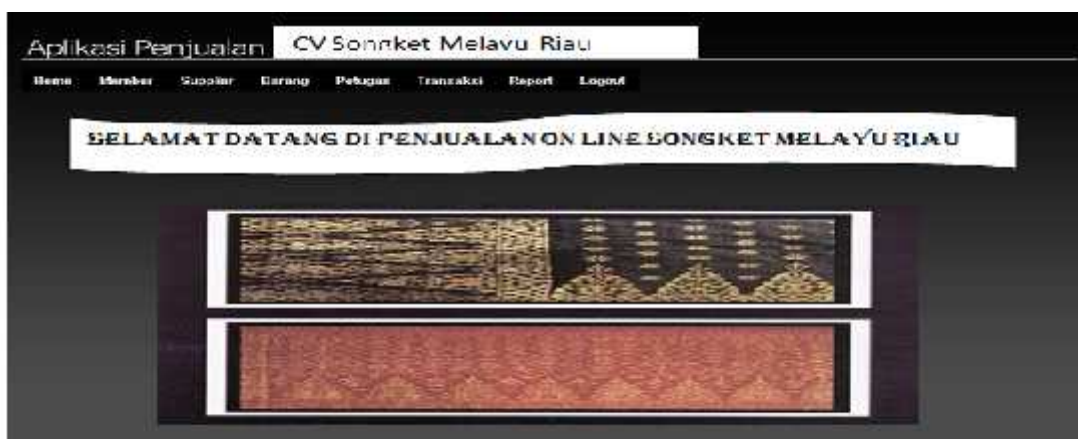 Aplikasi Penjualan CV Songket Melayu Riau
Home Member Supplier Barang Petugas Transaksi Report Logout
SELAMAT DATANG DI PENJUALAN ON LINE SONGKET MELAYU RIAU